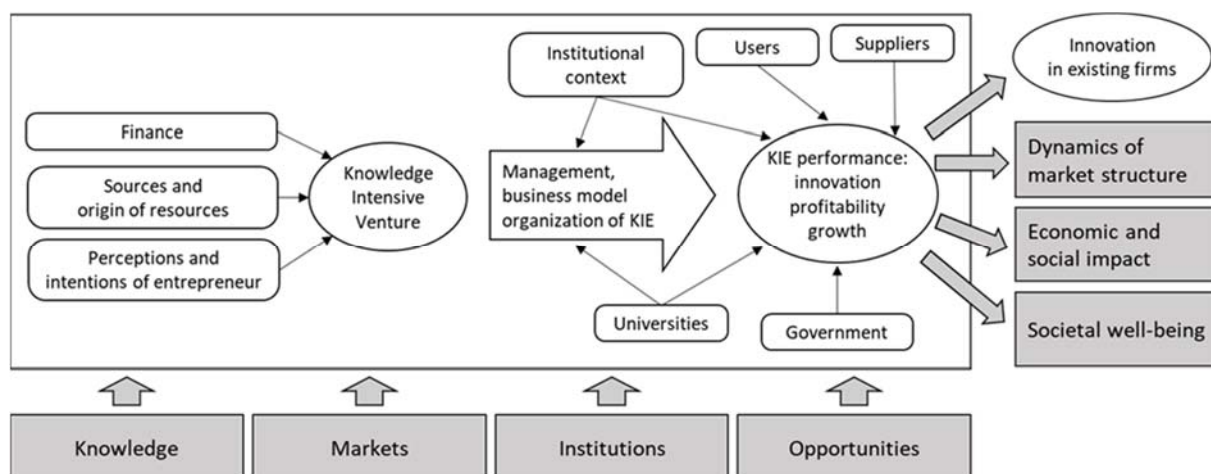 Finance
Sources and
origin of resources
Perceptions and
intentions of entrepreneur
Knowledge
Intensive
Venture
Institutional
context
Management,
business model
organization of KIE
Universities
Users
Suppliers
KIE performance:
innovation
profitability
growth
Government
Innovation
in existing firms
Dynamics of
market structure
Economic and
social impact
Societal well-being
Knowledge
Markets
Institutions
Opportunities